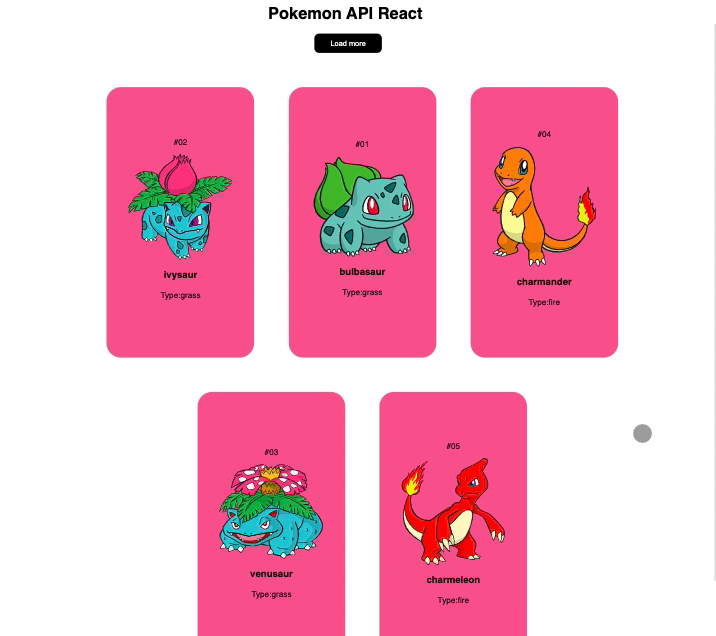 Pokemon API React
Load more
#02
ivysaur
Type:grass
#01
bulbasaur
Type:grass
#04
charmander
Type:fire
#03
venusaur
Type:grass
#05
charmeleon
Type:fire